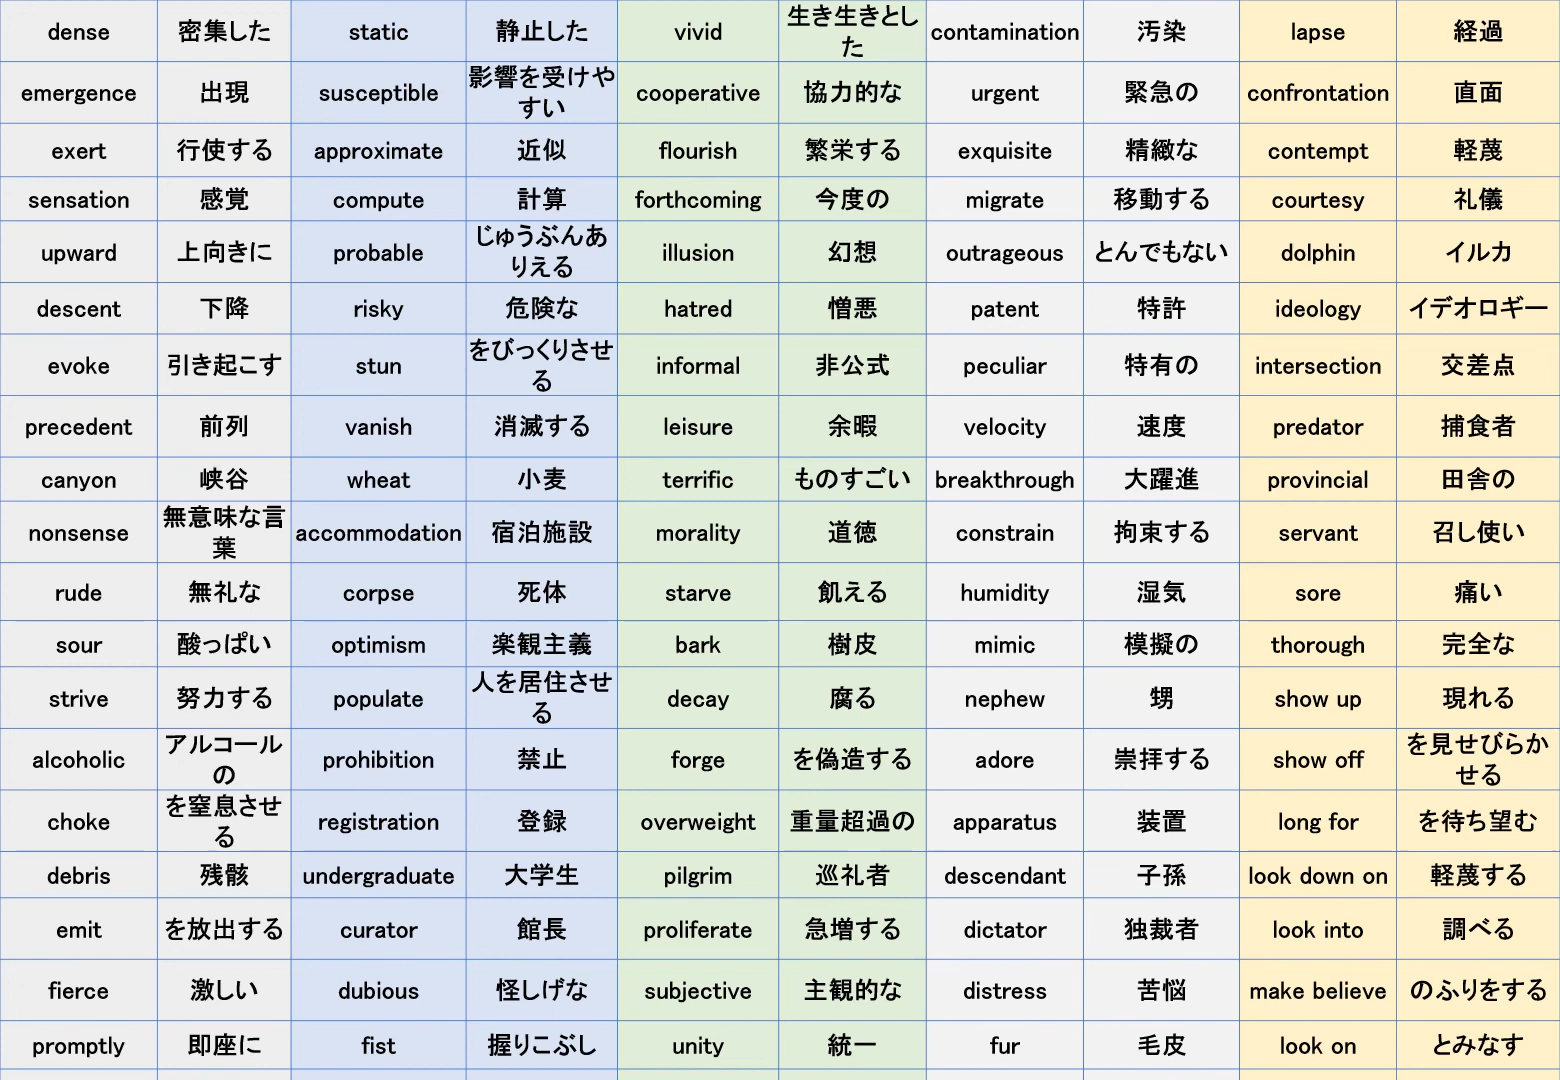 dense 密集した static 静止した vivid 生き生きとした contamination 汚染 lapse 経過
emergence 出現 susceptible 影響を受けやすい cooperative 協力的な urgent 緊急の confrontation 直面
exert 行使する approximate 近似 flourish 繁栄する exquisite 精緻な contempt 軽蔑
sensation 感覚 compute 計算 forthcoming 今度の migrate 移動する courtesy 礼儀
upward 上向きに probable じゅうぶんありえる illusion 幻想 outrageous とんでもない dolphin イルカ
descent 下降 risky 危険な hatred 憎悪 patent 特許 ideology イデオロギー
evoke 引き起こす stun をびっくりさせる informal 非公式 peculiar 特有の intersection 交差点
precedent 前列 vanish 消滅する leisure 余暇 velocity 速度 predator 捕食者
canyon 峡谷 wheat 小麦 terrific ものすごい breakthrough 大躍進 provincial 田舎の
nonsense 無意味な言葉 accommodation 宿泊施設 morality 道徳 constrain 拘束する servant 召し使い
rude 無礼な corpse 死体 starve 飢える humidity 湿気 sore 痛い
sour 酸っぱい optimism 楽観主義 bark 樹皮 mimic 模擬の thorough 完全な
strive 努力する populate 人を居住させる decay 腐る nephew 甥 show up 現れる
alcoholic アルコールの prohibition 禁止 forge を偽造する adore 崇拝する show off を見せびらかせる
choke を窒息させる registration 登録 overweight 重量超過の apparatus 装置 long for を待ち望む
debris 残骸 undergraduate 大学生 pilgrim 巡礼者 descendant 子孫 look down on 軽蔑する
emit を放出する curator 館長 proliferate 急増する dictator 独裁者 look into 調べる
fierce 激しい dubious 怪しげな subjective 主観的な distress 苦悩 make believe のふりをする
promptly 即座に fist 握りこぶし unity 統一 fur 毛皮 look on とみなす